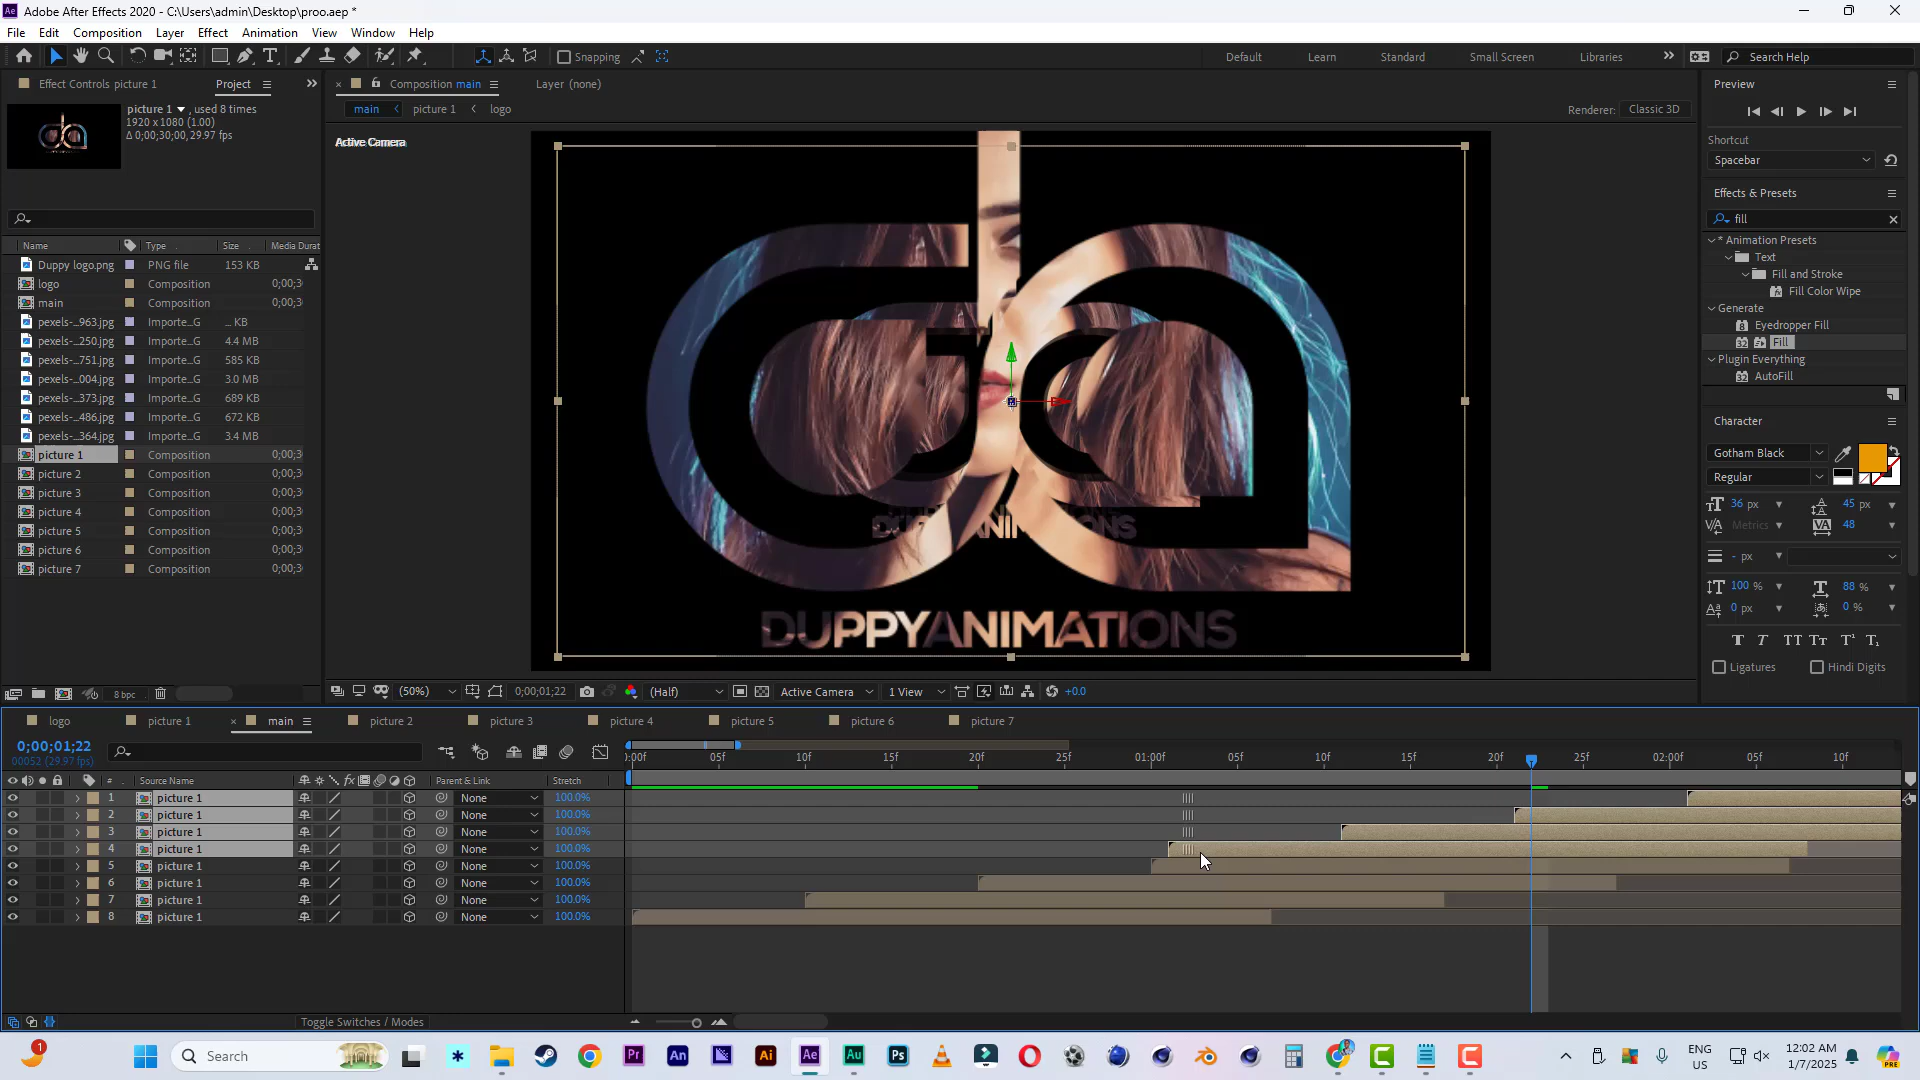 Adobe After Effects 2020 - C:\Users\admin\Desktop\proo.aep *
File Edit Composition Layer Effect Animation View Window Help
Snapping
Default Learn Standard Small Screen Libraries
Search Help
Effect Controls picture 1 Project
picture 1 , used 8 times
1920 x 1080 (1.00)
Δ 0;00;30;00, 29.97 fps
Name Type Size Media Durat
Duppy logo.png PNG file 153 KB
logo Composition 0;00;3
main Composition 0;00;3
pexels-...963.jpg Importe...G ... KB
pexels-...250.jpg Importe...G 4.4 MB
pexels-...751.jpg Importe...G 585 KB
pexels-...004.jpg Importe...G 3.0 MB
pexels-...373.jpg Importe...G 689 KB
pexels-...486.jpg Importe...G 672 KB
pexels-...364.jpg Importe...G 3.4 MB
picture 1 Composition 0;00;3
picture 2 Composition 0;00;3
picture 3 Composition 0;00;3
picture 4 Composition 0;00;3
picture 5 Composition 0;00;3
picture 6 Composition 0;00;3
picture 7 Composition 0;00;3
8 bpc
Composition main Layer (none)
main picture 1 logo
Renderer: Classic 3D
Active Camera
DUPPYANIMATIONS
DUPPYANIMATIONS
(50%) 0;00;01;22 (Half) Active Camera 1 View +0.0
Preview
Shortcut
Spacebar
Effects & Presets
fill
* Animation Presets
Text
Fill and Stroke
Fill Color Wipe
Generate
Eyedropper Fill
Fill
Plugin Everything
AutoFill
Character
Gotham Black
Regular
36 px 45 px
Metrics 48
- px
100 % 88 %
0 px 0 %
T T TT Tt T¹ T₁
Ligatures Hindi Digits
logo picture 1 main picture 2 picture 3 picture 4 picture 5 picture 6 picture 7
0;00;01;22
00052 (29.97 fps)
:00f 05f 10f 15f 20f 25f 01:00f 05f 10f 15f 20f 25f 02:00f 05f 10f
# Source Name Parent & Link Stretch
1 picture 1 None 100.0%
2 picture 1 None 100.0%
3 picture 1 None 100.0%
4 picture 1 None 100.0%
5 picture 1 None 100.0%
6 picture 1 None 100.0%
7 picture 1 None 100.0%
8 picture 1 None 100.0%
Toggle Switches / Modes
1
Search
Pr An Ai Ae Au Ps
ENG
US
12:02 AM
1/7/2025
PRE